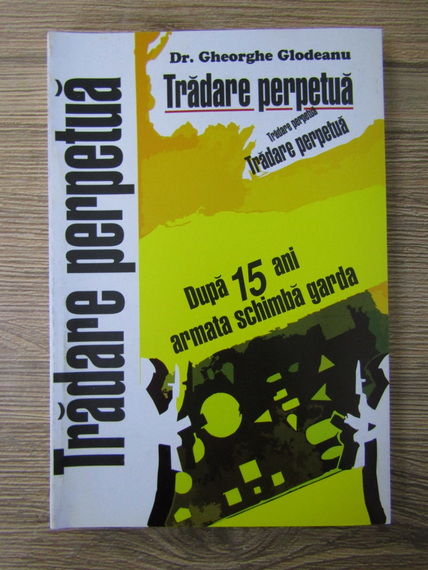 Dr. Gheorghe Glodeanu
Trădare perpetuă
Trădare perpetuă
Trădare perpetuă
După 15 ani
armata schimbă garda
Trădare perpetuă